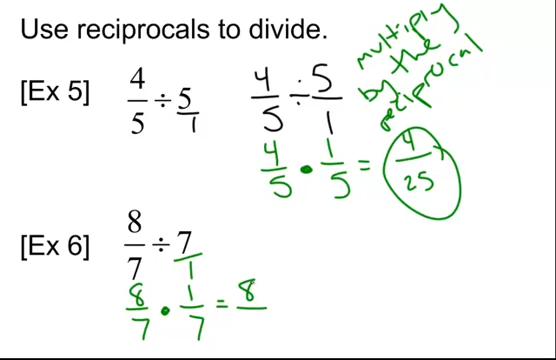 Use reciprocals to divide.
[Ex 5] 4/5 ÷ 5/1
4/5 ÷ 5/1
multiply
by the
reciprocal
4/5 · 1/5 = 4/25
[Ex 6] 8/7 ÷ 7/1
8/7 · 1/7 = 8/